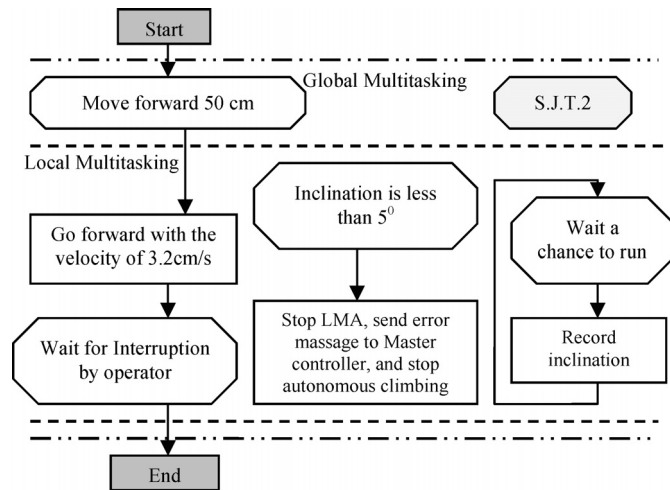 Start
Global Multitasking
Move forward 50 cm
S.J.T.2
Local Multitasking
Go forward with the
velocity of 3.2cm/s
Wait for Interruption
by operator
Inclination is less
than 5⁰
Stop LMA, send error
massage to Master
controller, and stop
autonomous climbing
Wait a
chance to run
Record
inclination
End